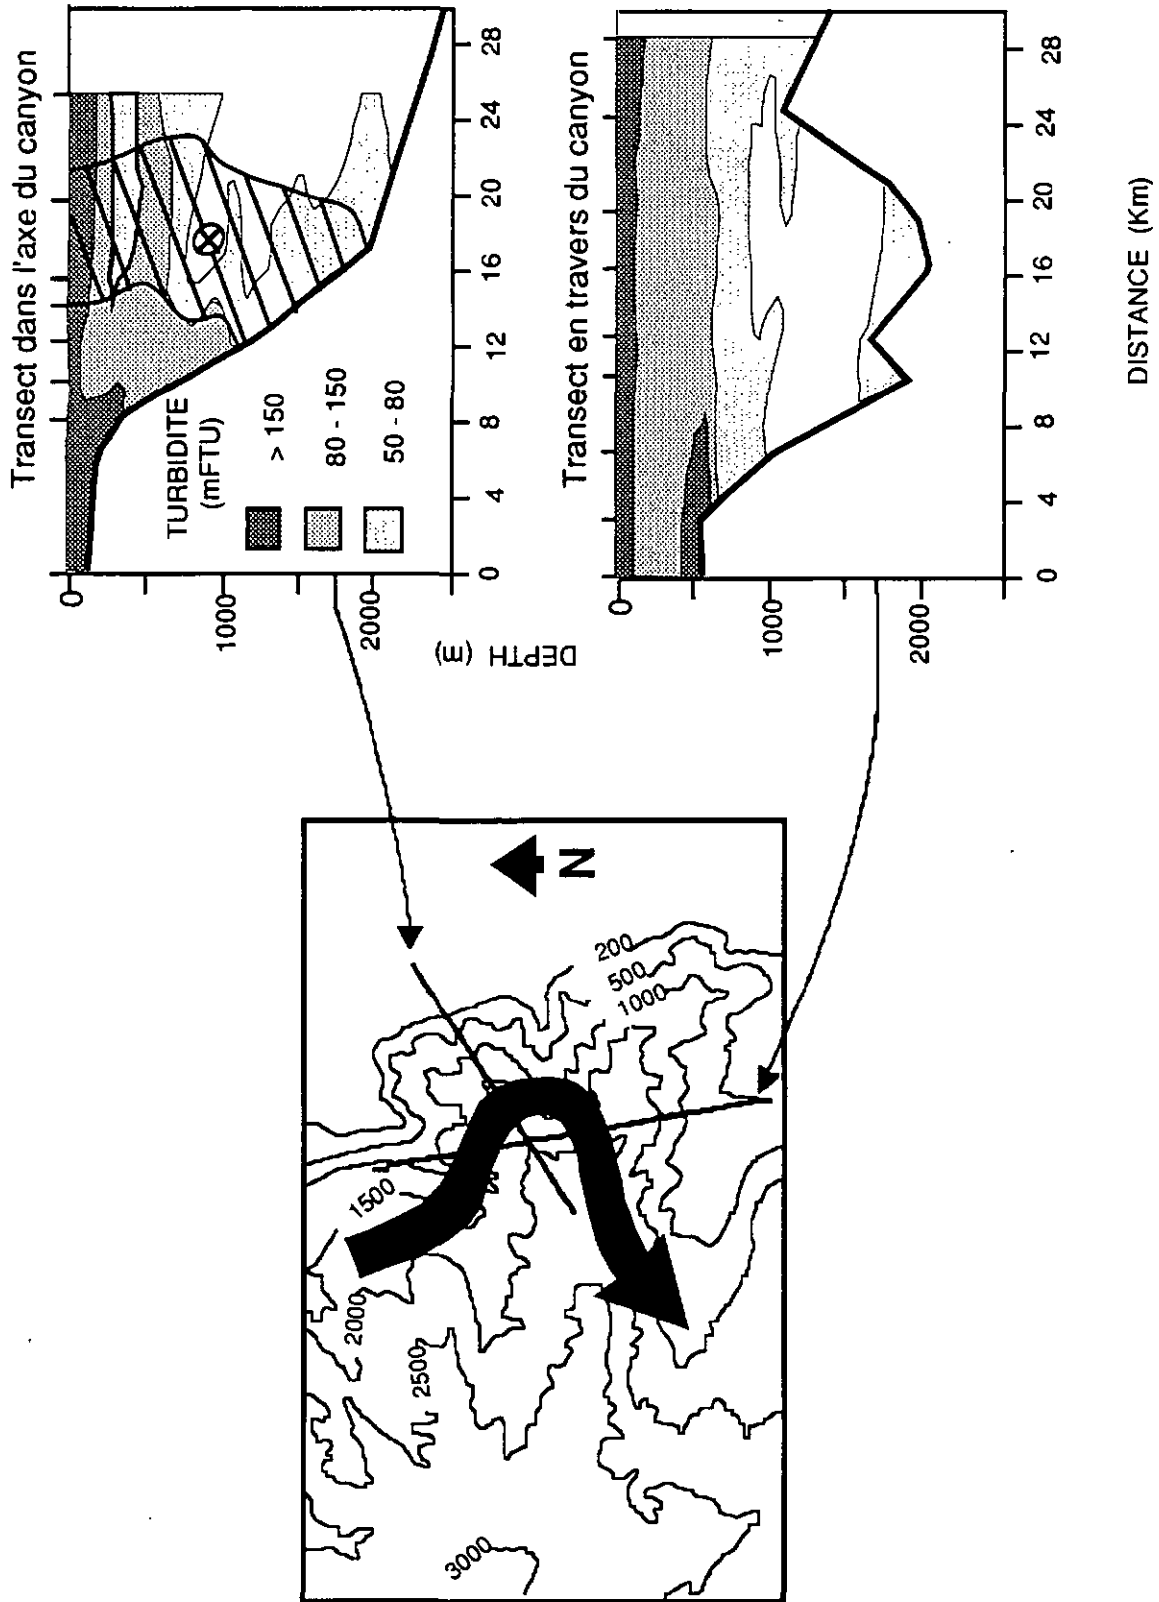 Transect dans l'axe du canyon
0
1000
2000
DEPTH (m)
TURBIDITE
(mFTU)
> 150
80 - 150
50 - 80
0 4 8 12 16 20 24 28
Transect en travers du canyon
0
1000
2000
0 4 8 12 16 20 24 28
DISTANCE (Km)
N
200
500
1000
1500
2000
2500
3000